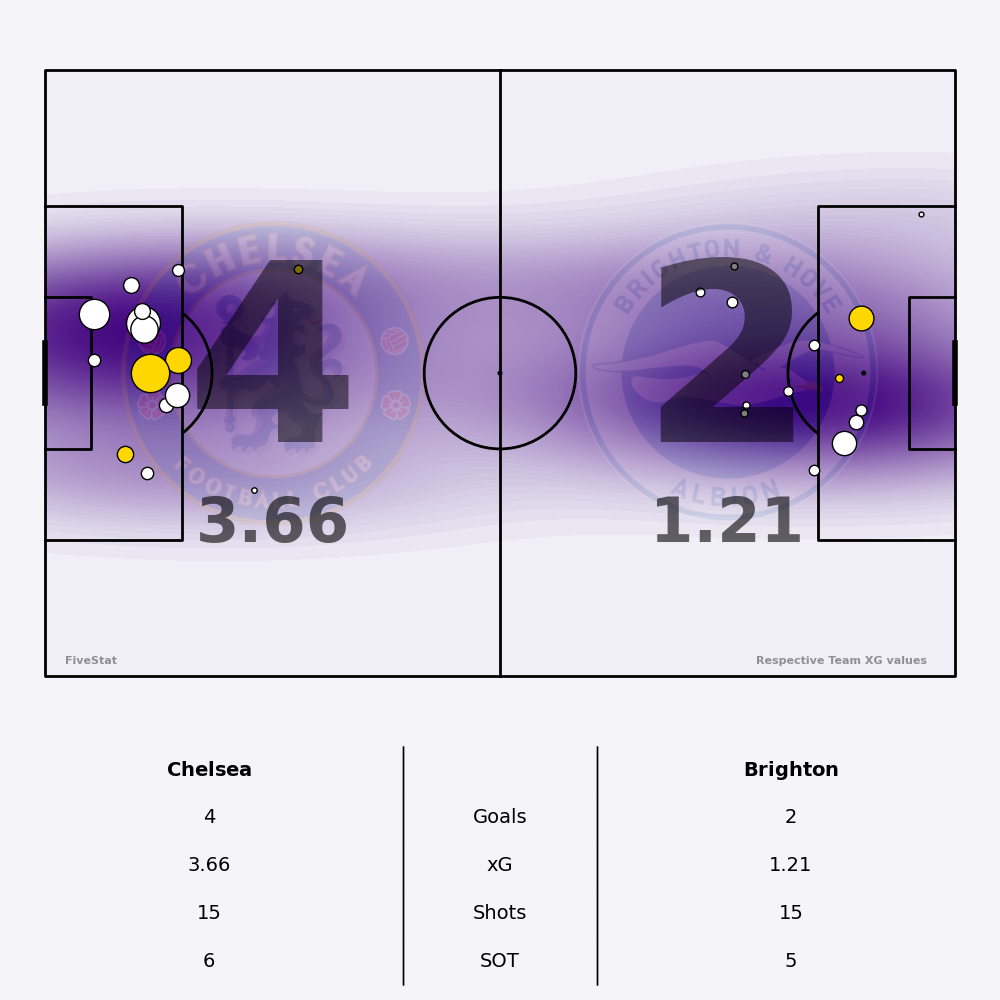 CHELSEA
FOOTBALL CLUB
4
3.66
BRIGHTON & HOVE
ALBION
2
1.21
FiveStat
Respective Team XG values
Chelsea Brighton
4 Goals 2
3.66 xG 1.21
15 Shots 15
6 SOT 5